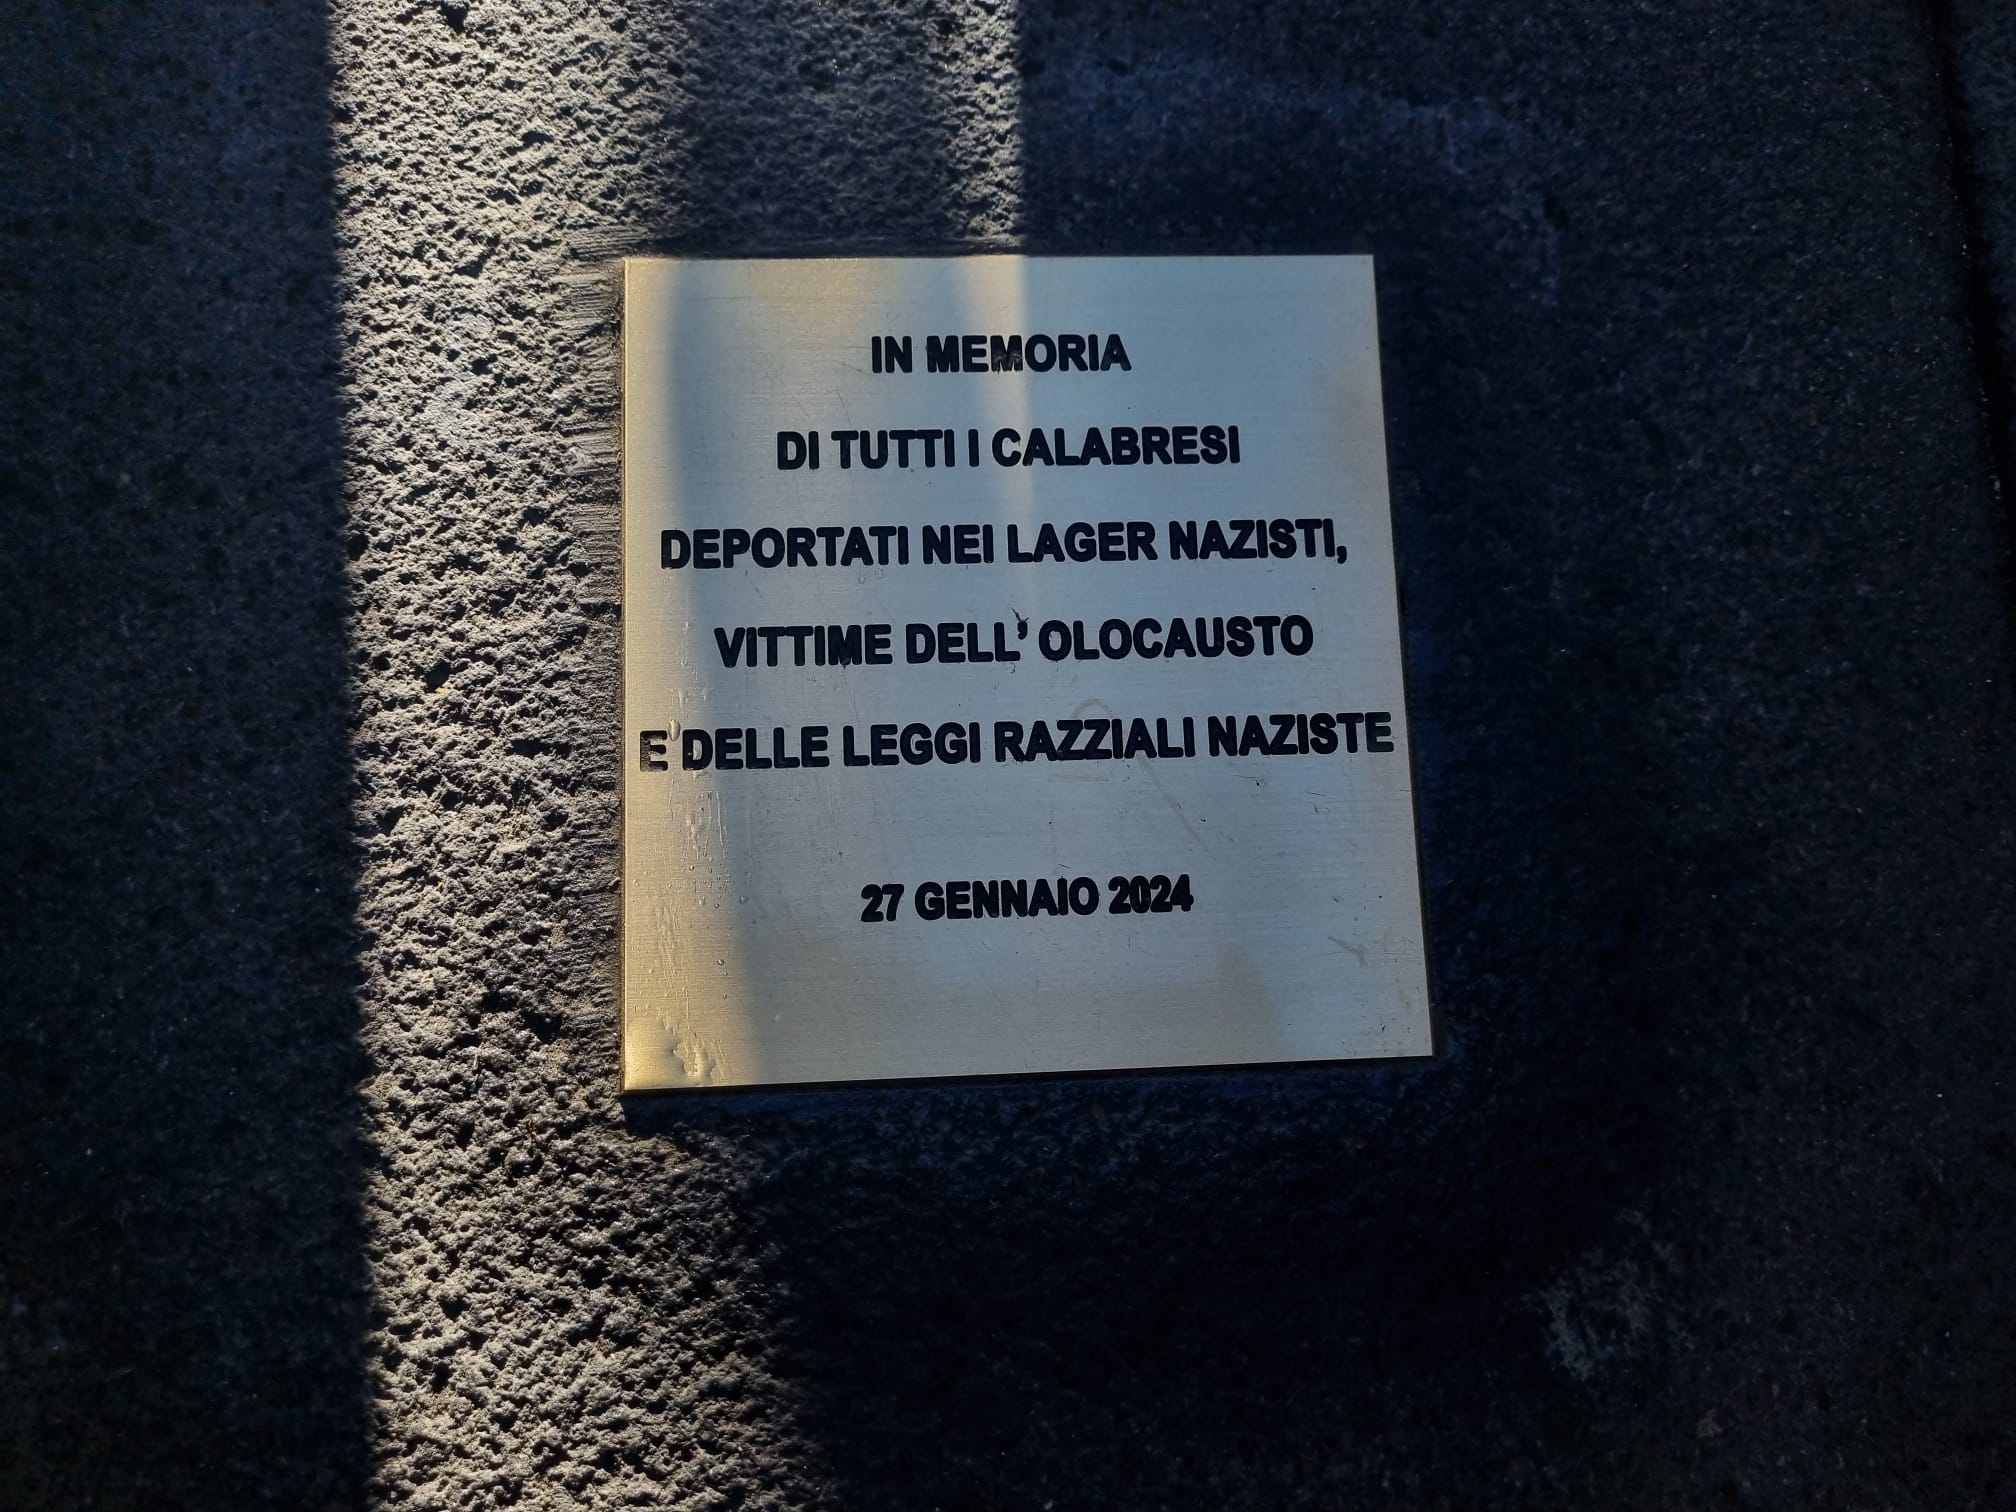 IN MEMORIA
DI TUTTI I CALABRESI
DEPORTATI NEI LAGER NAZISTI,
VITTIME DELL' OLOCAUSTO
E DELLE LEGGI RAZZIALI NAZISTE
27 GENNAIO 2024